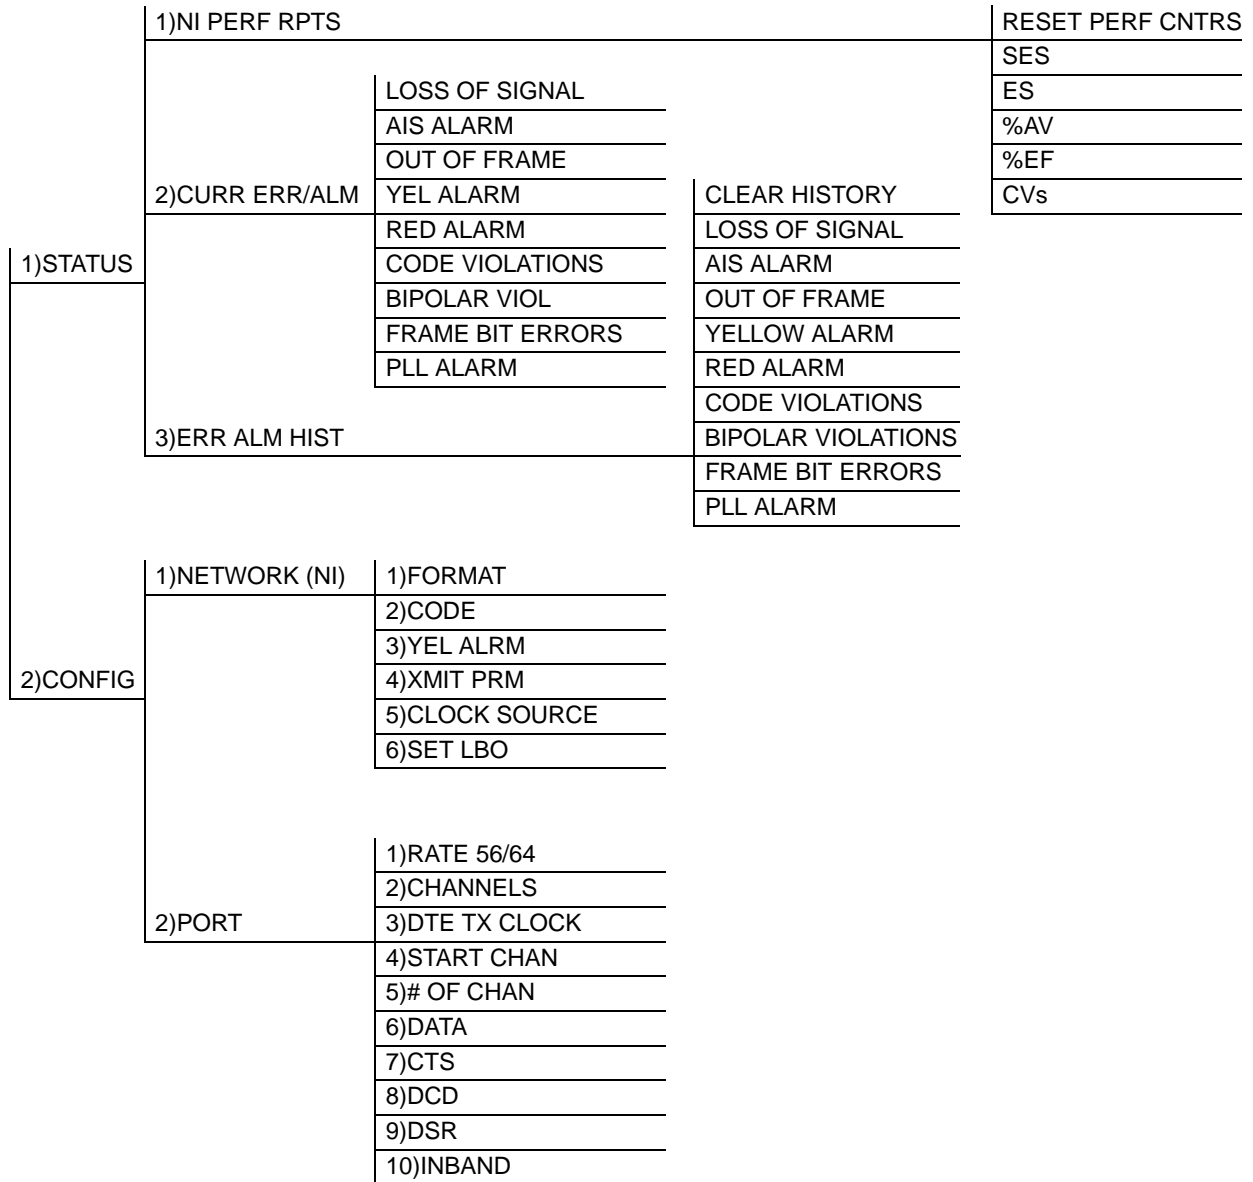 1)STATUS
1)NI PERF RPTS
RESET PERF CNTRS
SES
ES
%AV
%EF
CVs
2)CURR ERR/ALM
LOSS OF SIGNAL
AIS ALARM
OUT OF FRAME
YEL ALARM
RED ALARM
CODE VIOLATIONS
BIPOLAR VIOL
FRAME BIT ERRORS
PLL ALARM
3)ERR ALM HIST
CLEAR HISTORY
LOSS OF SIGNAL
AIS ALARM
OUT OF FRAME
YELLOW ALARM
RED ALARM
CODE VIOLATIONS
BIPOLAR VIOLATIONS
FRAME BIT ERRORS
PLL ALARM
2)CONFIG
1)NETWORK (NI)
1)FORMAT
2)CODE
3)YEL ALRM
4)XMIT PRM
5)CLOCK SOURCE
6)SET LBO
2)PORT
1)RATE 56/64
2)CHANNELS
3)DTE TX CLOCK
4)START CHAN
5)# OF CHAN
6)DATA
7)CTS
8)DCD
9)DSR
10)INBAND